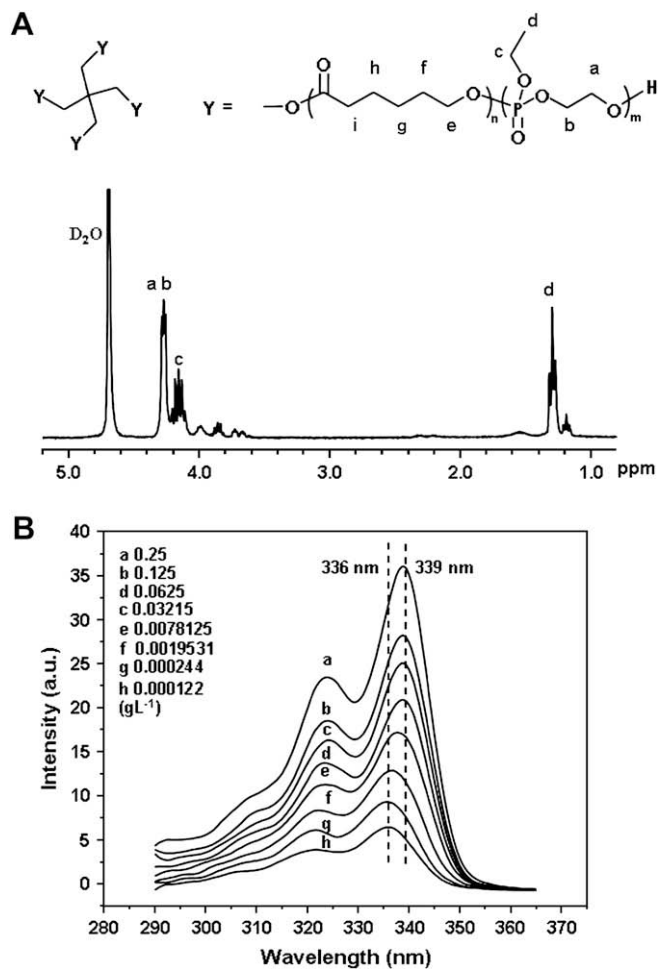 A
Y
Y
Y
Y
Y =
O
O
h
f
i
g
e
O
n
d
c
O
P
O
O
a
b
O
H
m
D₂O
a b
c
d
5.0 4.0 3.0 2.0 1.0 ppm
B
a 0.25
b 0.125
d 0.0625
c 0.03215
e 0.0078125
f 0.0019531
g 0.000244
h 0.000122
(gL⁻¹)
336 nm 339 nm
a
b
c
d
e
f
g
h
40
35
30
25
20
15
10
5
0
Intensity (a.u.)
280 290 300 310 320 330 340 350 360 370
Wavelength (nm)